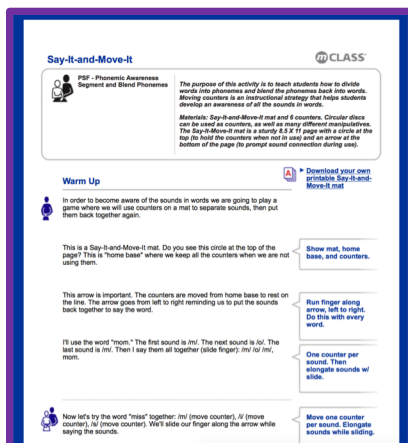 Say-It-and-Move-It
mCLASS®
PSF - Phonemic Awareness
Segment and Blend Phonemes
The purpose of this activity is to teach students how to divide
words into phonemes and blend the phonemes back into words.
Moving counters is an instructional strategy that helps students
develop an awareness of all the sounds in words.
Materials: Say-It-and-Move-It mat and 6 counters. Circular discs
can be used as counters, as well as many different manipulatives.
The Say-It-and-Move-It mat is a sturdy 8.5 X 11 page with a circle at the
top (to hold the counters when not in use) and an arrow at the
bottom of the page (to prompt sound connection during use).
Warm Up
Download your own
printable Say-It-and-
Move-It mat
In order to become aware of the sounds in words we are going to play a
game where we will use counters on a mat to separate sounds, then put
them back together again.
This is a Say-It-and-Move-It mat. Do you see this circle at the top of the
page? This is "home base" where we keep all the counters when we are not
using them.
Show mat, home
base, and counters.
This arrow is important. The counters are moved from home base to rest on
the line. The arrow goes from left to right reminding us to put the sounds
back together to say the word.
Run finger along
arrow, left to right.
Do this with every
word.
I'll use the word "mom." The first sound is /m/. The next sound is /o/. The
last sound is /m/. Then I say them all together (slide finger): /m/ /o/ /m/,
mom.
One counter per
sound. Then
elongate sounds w/
slide.
Now let's try the word "miss" together: /m/ (move counter), /i/ (move
counter), /s/ (move counter). We'll slide our finger along the arrow while
saying the sounds.
Move one counter
per sound. Elongate
sounds while sliding.